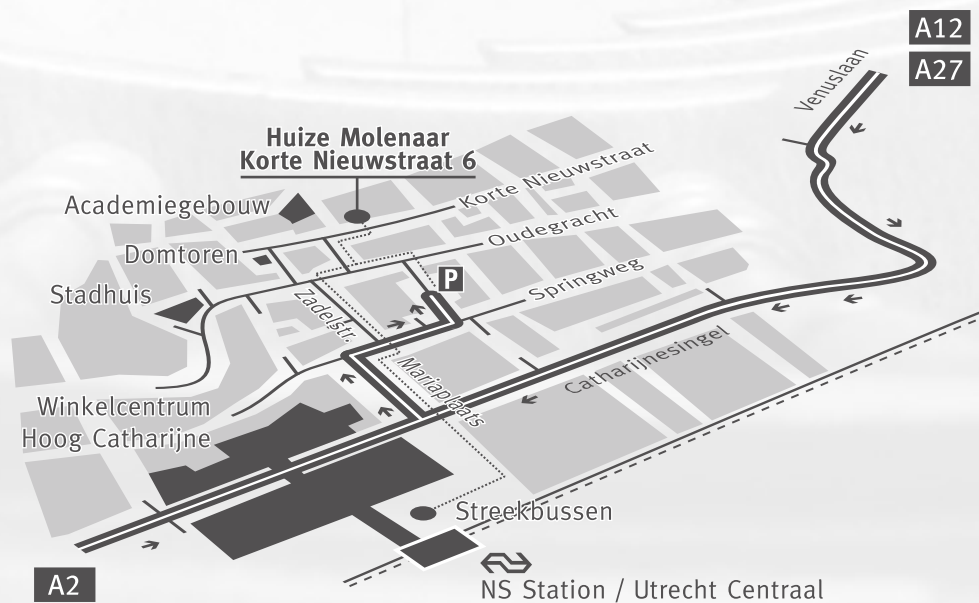 A12
A27
Venuslaan
Huize Molenaar
Korte Nieuwstraat 6
Korte Nieuwstraat
Academiegebouw
Oudegracht
Domtoren
P
Springweg
Stadhuis
Zadelstr.
Mariaplaats
Catharijnesingel
Winkelcentrum
Hoog Catharijne
Streekbussen
A2
NS Station / Utrecht Centraal